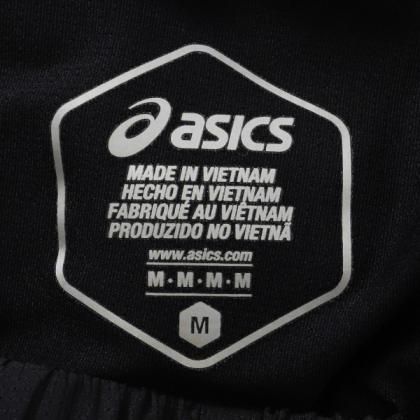 asics
MADE IN VIETNAM
HECHO EN VIETNAM
FABRIQUÉ AU VIÊTNAM
PRODUZIDO NO VIETNÃ
www.asics.com
M · M · M · M
M